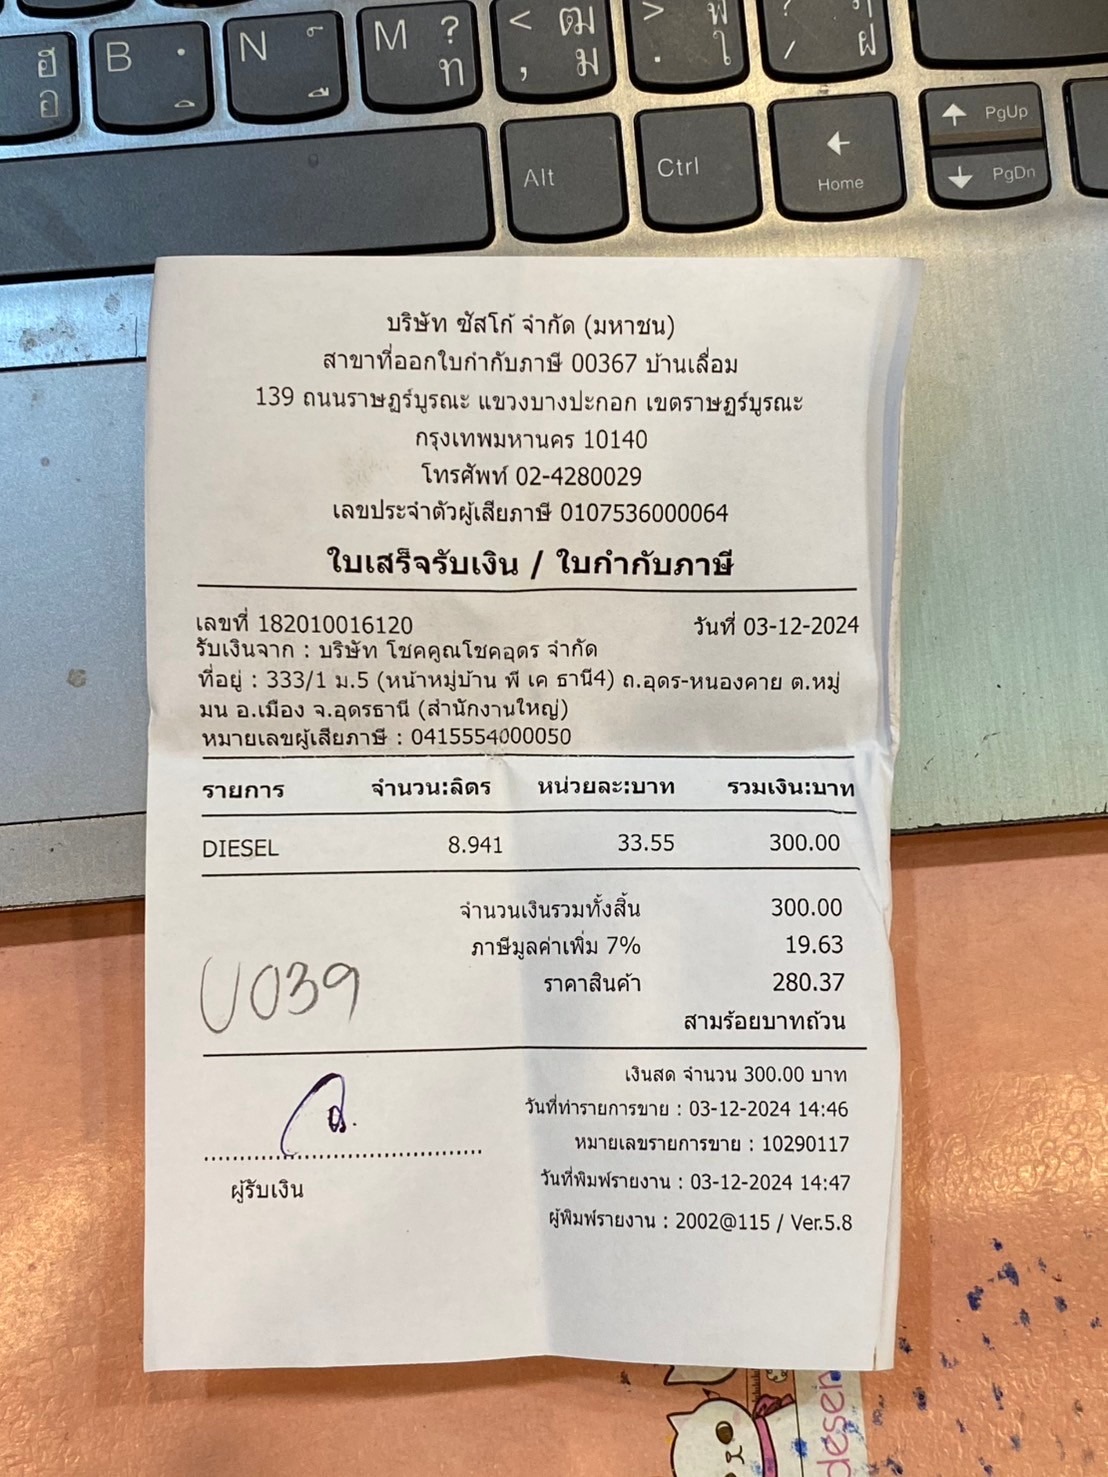 ฮ
อ
B
N
M ?
ท
< ฒ
, ม
> ฬ
. ใ
? ฦ
/ ฝ
Alt
Ctrl
Home
PgUp
PgDn
บริษัท ซัสโก้ จำกัด (มหาชน)
สาขาที่ออกใบกำกับภาษี 00367 บ้านเลื่อม
139 ถนนราษฎร์บูรณะ แขวงบางปะกอก เขตราษฎร์บูรณะ
กรุงเทพมหานคร 10140
โทรศัพท์ 02-4280029
เลขประจำตัวผู้เสียภาษี 0107536000064
ใบเสร็จรับเงิน / ใบกำกับภาษี
เลขที่ 182010016120 วันที่ 03-12-2024
รับเงินจาก : บริษัท โชคคูณโชคอุดร จำกัด
ที่อยู่ : 333/1 ม.5 (หน้าหมู่บ้าน พี เค ธานี4) ถ.อุดร-หนองคาย ต.หมู
มน อ.เมือง จ.อุดรธานี (สำนักงานใหญ่)
หมายเลขผู้เสียภาษี : 0415554000050
รายการ จำนวน:ลิตร หน่วยละ:บาท รวมเงิน:บาท
DIESEL 8.941 33.55 300.00
จำนวนเงินรวมทั้งสิ้น 300.00
ภาษีมูลค่าเพิ่ม 7% 19.63
ราคาสินค้า 280.37
U039
สามร้อยบาทถ้วน
เงินสด จำนวน 300.00 บาท
วันที่ทำรายการขาย : 03-12-2024 14:46
หมายเลขรายการขาย : 10290117
ผู้รับเงิน
วันที่พิมพ์รายงาน : 03-12-2024 14:47
ผู้พิมพ์รายงาน : 2002@115 / Ver.5.8